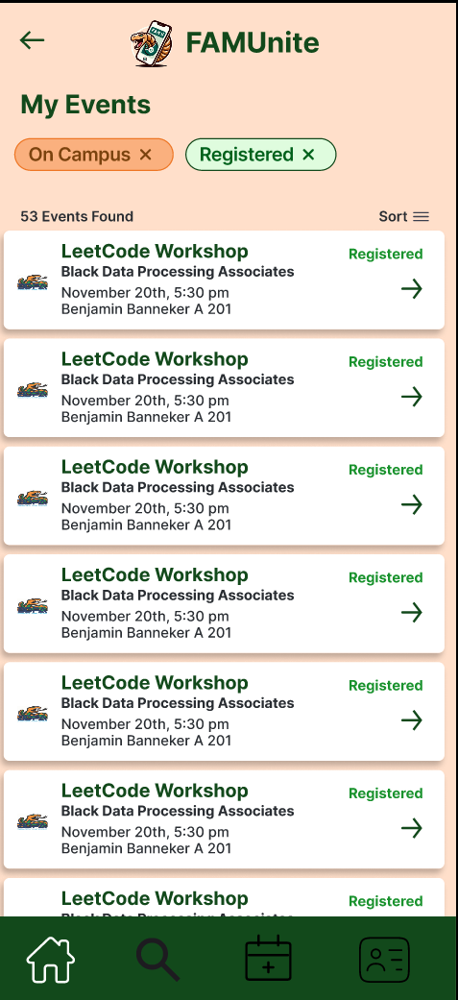 FAMUnite
My Events
On Campus ×
Registered ×
53 Events Found
Sort
LeetCode Workshop
Registered
Black Data Processing Associates
November 20th, 5:30 pm
Benjamin Banneker A 201
LeetCode Workshop
Registered
Black Data Processing Associates
November 20th, 5:30 pm
Benjamin Banneker A 201
LeetCode Workshop
Registered
Black Data Processing Associates
November 20th, 5:30 pm
Benjamin Banneker A 201
LeetCode Workshop
Registered
Black Data Processing Associates
November 20th, 5:30 pm
Benjamin Banneker A 201
LeetCode Workshop
Registered
Black Data Processing Associates
November 20th, 5:30 pm
Benjamin Banneker A 201
LeetCode Workshop
Registered
Black Data Processing Associates
November 20th, 5:30 pm
Benjamin Banneker A 201
LeetCode Workshop
Registered
Black Data Processing Associates